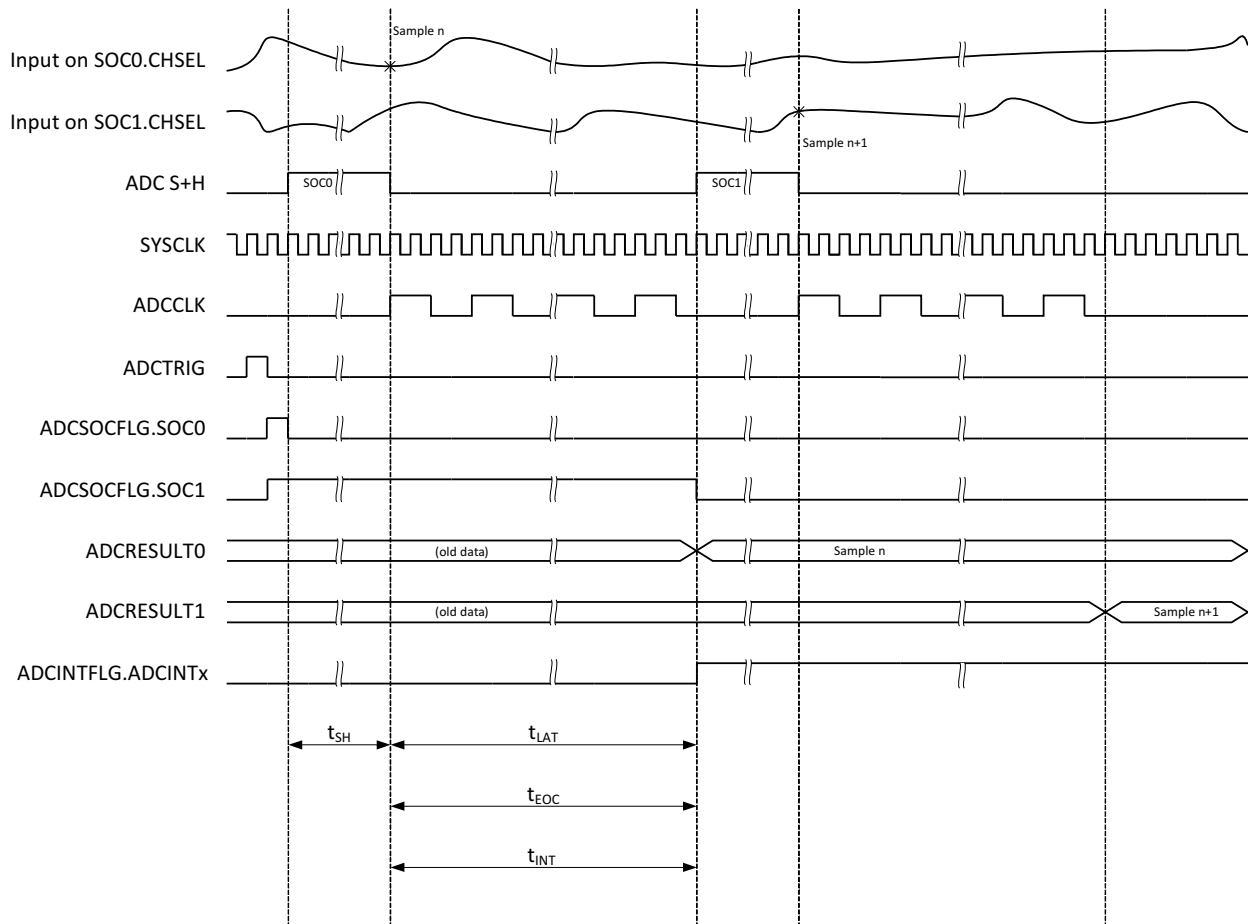 Sample n
Input on SOC0.CHSEL
Input on SOC1.CHSEL
Sample n+1
ADC S+H
SOC0
SOC1
SYSCLK
ADCCLK
ADCTRIG
ADCSOCFLG.SOC0
ADCSOCFLG.SOC1
ADCRESULT0
(old data)
Sample n
ADCRESULT1
(old data)
Sample n+1
ADCINTFLG.ADCINTx
tSH
tLAT
tEOC
tINT